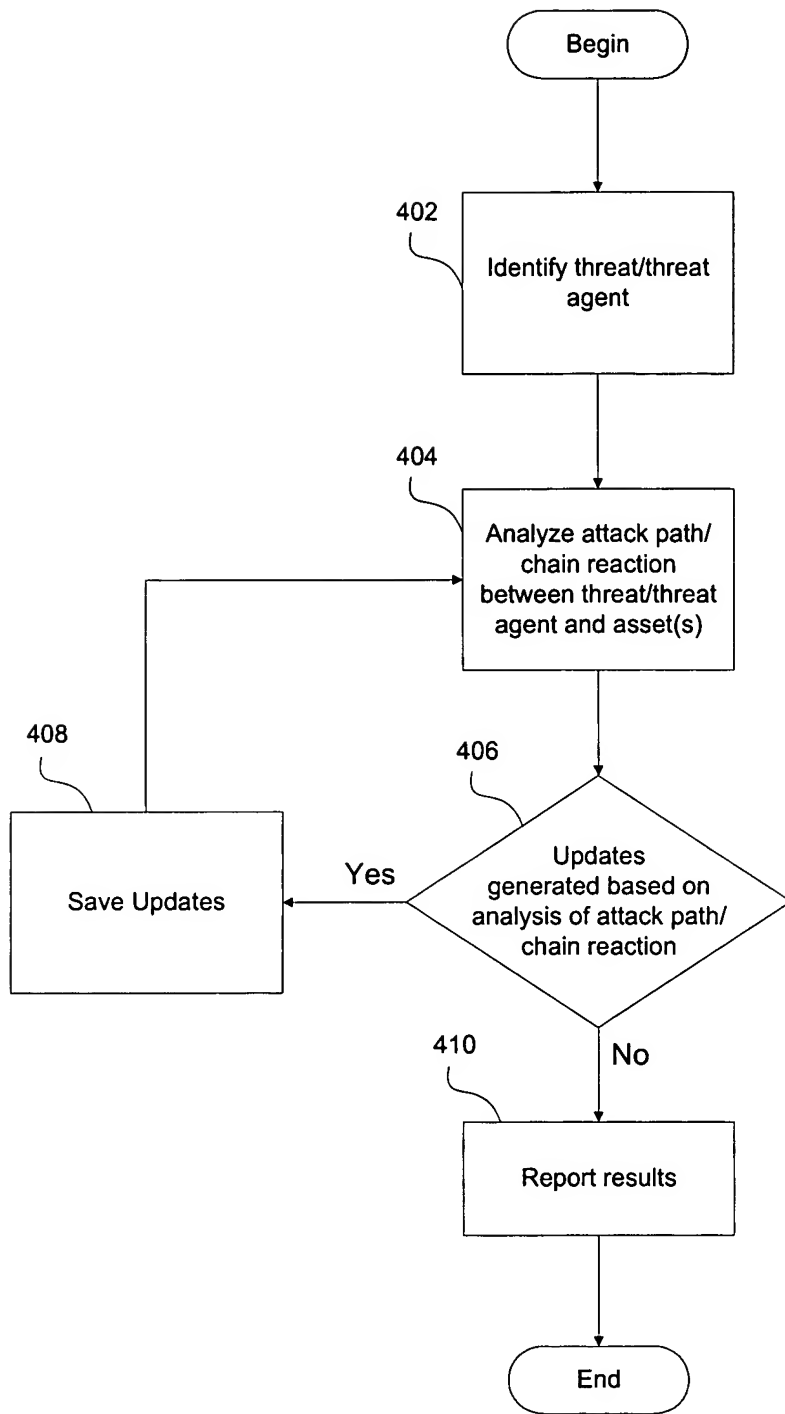 Begin
402
Identify threat/threat
agent
404
Analyze attack path/
chain reaction
between threat/threat
agent and asset(s)
408
406
Save Updates
Yes
Updates
generated based on
analysis of attack path/
chain reaction
No
410
Report results
End